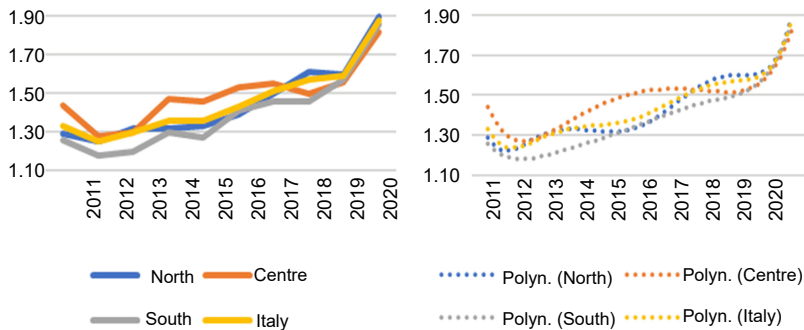 1.90
1.70
1.50
1.30
1.10
2011 2012 2013 2014 2015 2016 2017 2018 2019 2020
North Centre
South Italy
1.90
1.70
1.50
1.30
1.10
2011 2012 2013 2014 2015 2016 2017 2018 2019 2020
Polyn. (North) Polyn. (Centre)
Polyn. (South) Polyn. (Italy)